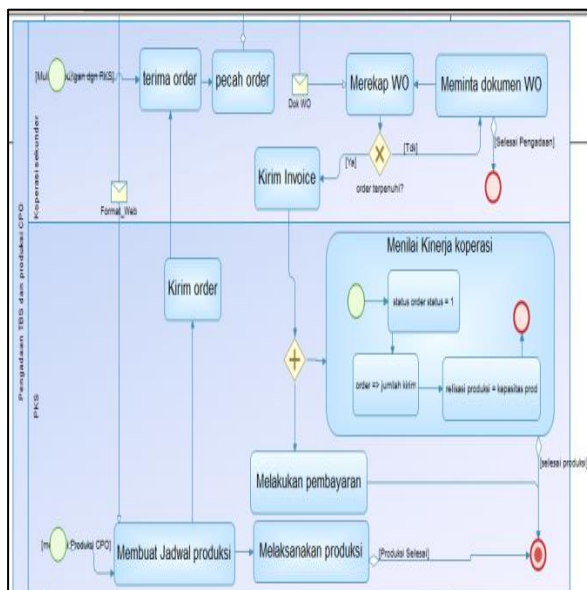 Pengadaan TBS dan produksi CPO
Koperasi sekunder
dgn RKS]
terima order
pecah order
Dok WO
Merekap WO
Meminta dokumen WO
[Selesai Pengadaan]
[Ya]
[Tdk]
order terpenuhi?
Kirim Invoice
Format_Web
PKS
Kirim order
Menilai Kinerja koperasi
status order status = 1
order => jumlah kirim
relisasi produksi = kapasitas prod
[selesai produksi]
Melakukan pembayaran
Produksi CPO]
Membuat Jadwal produksi
Melaksanakan produksi
[Produksi Selesai]